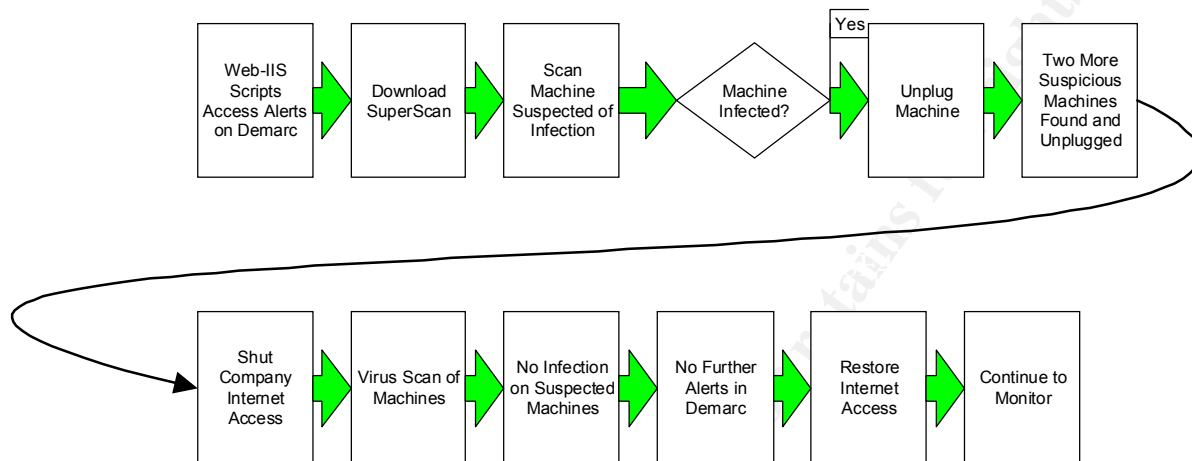 Yes
Web-IIS
Scripts
Access Alerts
on Demarc
Download
SuperScan
Scan
Machine
Suspected of
Infection
Machine
Infected?
Unplug
Machine
Two More
Suspicious
Machines
Found and
Unplugged
Shut
Company
Internet
Access
Virus Scan of
Machines
No Infection
on Suspected
Machines
No Further
Alerts in
Demarc
Restore
Internet
Access
Continue to
Monitor